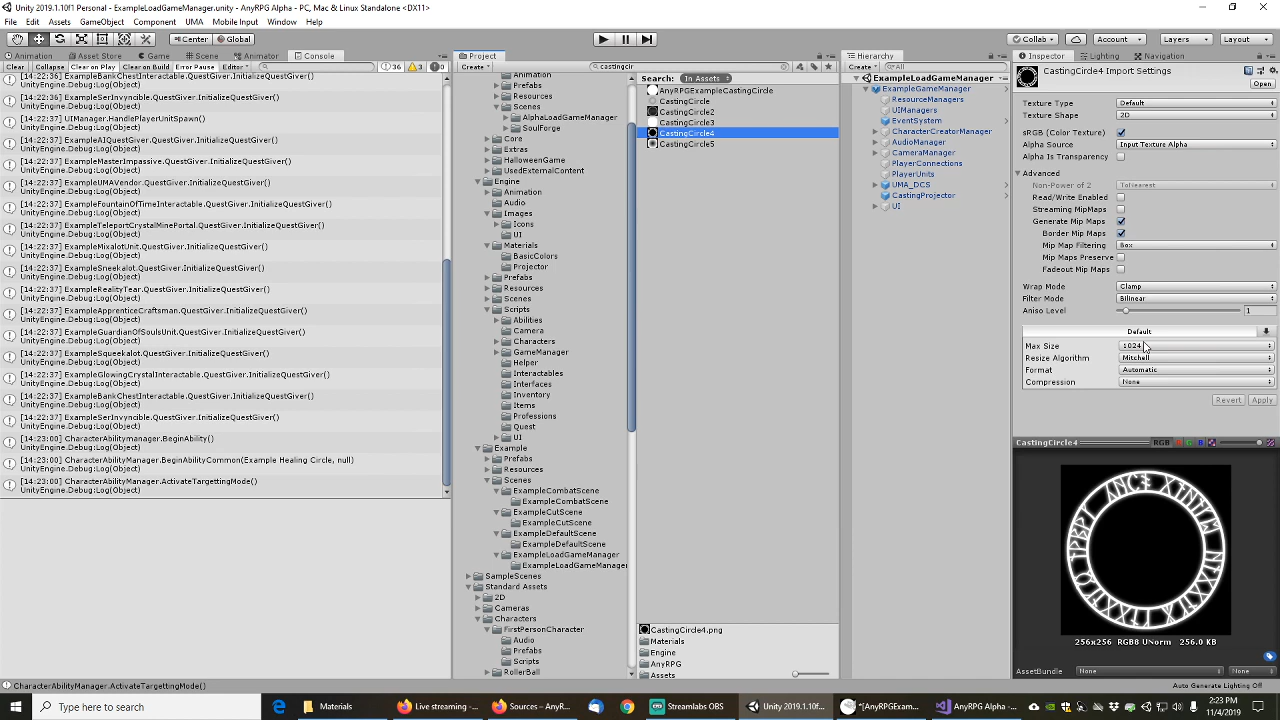 Unity 2019.1.10f1 Personal - ExampleLoadGameManager.unity - AnyRPG Alpha - PC, Mac & Linux Standalone <DX11>
File Edit Assets GameObject Component UMA Mobile Input Window Help
Center Global Collab Account Layers Layout
Animation Asset Store Game Scene Animator Console
Clear Collapse Clear on Play Error Pause Editor 36 3 0
[14:22:36] ExampleBankChestInteractable.QuestGiver.InitializeQuestGiver()
UnityEngine.Debug:Log(Object)
[14:22:36] ExampleSerInvyncible.QuestGiver.InitializeQuestGiver()
UnityEngine.Debug:Log(Object)
[14:22:37] UIManager.HandlePlayerUnitSpawn()
UnityEngine.Debug:Log(Object)
[14:22:37] ExampleAIQuestGiver.QuestGiver.InitializeQuestGiver()
UnityEngine.Debug:Log(Object)
[14:22:37] ExampleMasterImpassive.QuestGiver.InitializeQuestGiver()
UnityEngine.Debug:Log(Object)
[14:22:37] ExampleUMAVendor.QuestGiver.InitializeQuestGiver()
UnityEngine.Debug:Log(Object)
[14:22:37] ExampleFountainOfTimeInteractable.QuestGiver.InitializeQuestGiver()
UnityEngine.Debug:Log(Object)
[14:22:37] ExampleTeleportCrystalMinePortal.QuestGiver.InitializeQuestGiver()
UnityEngine.Debug:Log(Object)
[14:22:37] ExampleMixalotUnit.QuestGiver.InitializeQuestGiver()
UnityEngine.Debug:Log(Object)
[14:22:37] ExampleSneekalot.QuestGiver.InitializeQuestGiver()
UnityEngine.Debug:Log(Object)
[14:22:37] ExampleRealityTear.QuestGiver.InitializeQuestGiver()
UnityEngine.Debug:Log(Object)
[14:22:37] ExampleApprenticeCraftsman.QuestGiver.InitializeQuestGiver()
UnityEngine.Debug:Log(Object)
[14:22:37] ExampleGuardianOfSoulsUnit.QuestGiver.InitializeQuestGiver()
UnityEngine.Debug:Log(Object)
[14:22:37] ExampleSqueekalot.QuestGiver.InitializeQuestGiver()
UnityEngine.Debug:Log(Object)
[14:22:37] ExampleGlowingCrystalInteractable.QuestGiver.InitializeQuestGiver()
UnityEngine.Debug:Log(Object)
[14:22:37] ExampleBankChestInteractable.QuestGiver.InitializeQuestGiver()
UnityEngine.Debug:Log(Object)
[14:22:37] ExampleSerInvyncible.QuestGiver.InitializeQuestGiver()
UnityEngine.Debug:Log(Object)
[14:23:00] CharacterAbilitymanager.BeginAbility()
UnityEngine.Debug:Log(Object)
[14:23:00] CharacterAbilityManager.BeginAbilityCommon(Example Healing Circle, null)
UnityEngine.Debug:Log(Object)
[14:23:00] CharacterAbilityManager.ActivateTargettingMode()
UnityEngine.Debug:Log(Object)
CharacterAbilityManager.ActivateTargettingMode()
Project
Create castingcir
Animation
Prefabs
Resources
Scenes
AlphaLoadGameManager
SoulForge
Core
Extras
HalloweenGame
UsedExternalContent
Engine
Animation
Audio
Images
Icons
UI
Materials
BasicColors
Projector
Prefabs
Resources
Scenes
Scripts
Abilities
Camera
Characters
GameManager
Helper
Interactables
Interfaces
Inventory
Items
Professions
Quest
UI
Example
Prefabs
Resources
Scenes
ExampleCombatScene
ExampleCombatScene
ExampleCutScene
ExampleCutScene
ExampleDefaultScene
ExampleDefaultScene
ExampleLoadGameManager
ExampleLoadGameManager
SampleScenes
Standard Assets
2D
Cameras
Characters
FirstPersonCharacter
Audio
Prefabs
Scripts
RollerBall
Search: In Assets
AnyRPGExampleCastingCircle
CastingCircle
CastingCircle2
CastingCircle3
CastingCircle4
CastingCircle5
CastingCircle4.png
Materials
Engine
AnyRPG
Assets
Hierarchy
Create All
ExampleLoadGameManager
ExampleGameManager
ResourceManagers
UIManagers
EventSystem
CharacterCreatorManager
AudioManager
CameraManager
PlayerConnections
PlayerUnits
UMA_DCS
CastingProjector
UI
Inspector Lighting Navigation
CastingCircle4 Import Settings
Open
Texture Type Default
Texture Shape 2D
sRGB (Color Texture)
Alpha Source Input Texture Alpha
Alpha Is Transparency
Advanced
Non-Power of 2 ToNearest
Read/Write Enabled
Streaming MipMaps
Generate Mip Maps
Border Mip Maps
Mip Map Filtering Box
Mip Maps Preserve
Fadeout Mip Maps
Wrap Mode Clamp
Filter Mode Bilinear
Aniso Level 1
Default
Max Size 1024
Resize Algorithm Mitchell
Format Automatic
Compression None
Revert Apply
CastingCircle4 RGB R G B
256x256 RGB8 UNorm 256.0 KB
AssetBundle None None
Auto Generate Lighting Off
Type here to search Materials Live streaming -... Sources – AnyRP... Streamlabs OBS Unity 2019.1.10f... *[AnyRPGExam... AnyRPG Alpha -... 2:23 PM
11/4/2019